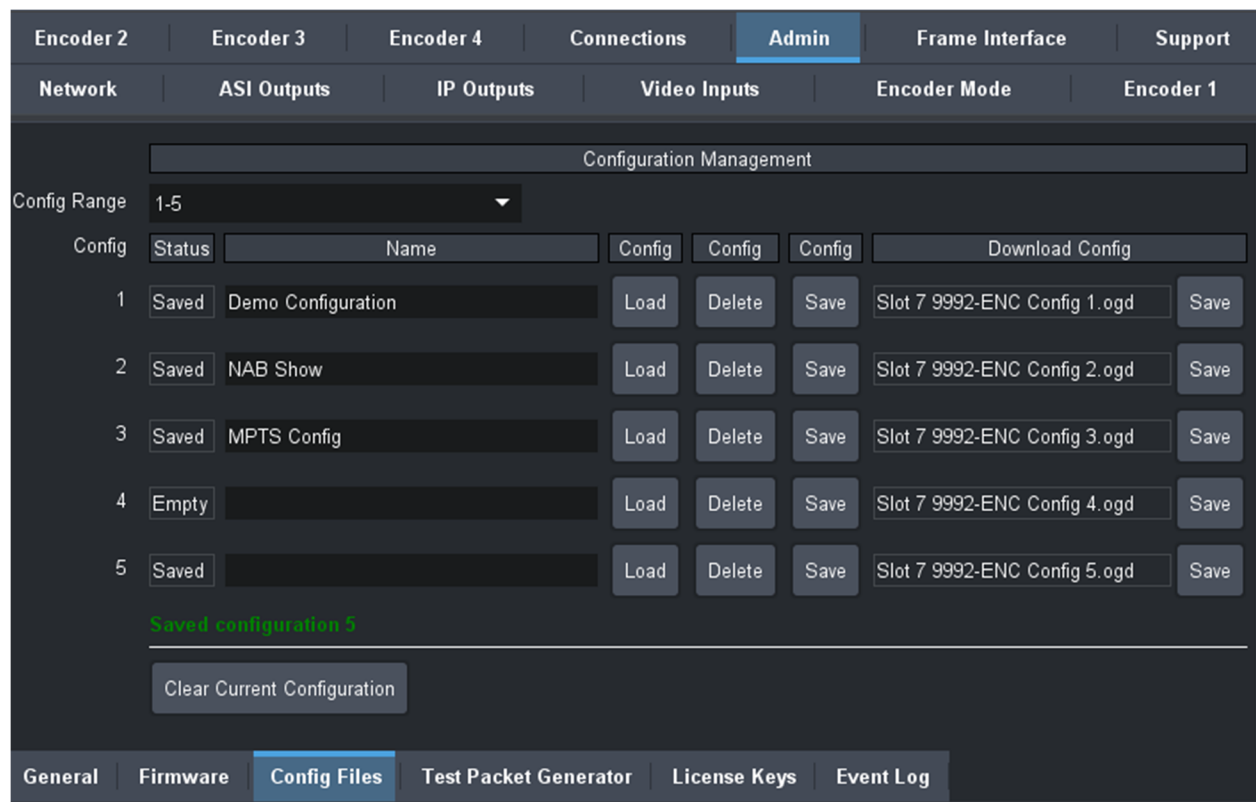 Encoder 2 Encoder 3 Encoder 4 Connections Admin Frame Interface Support
Network ASI Outputs IP Outputs Video Inputs Encoder Mode Encoder 1
Configuration Management
Config Range 1-5
Config Status Name Config Config Config Download Config
1 Saved Demo Configuration Load Delete Save Slot 7 9992-ENC Config 1.ogd Save
2 Saved NAB Show Load Delete Save Slot 7 9992-ENC Config 2.ogd Save
3 Saved MPTS Config Load Delete Save Slot 7 9992-ENC Config 3.ogd Save
4 Empty Load Delete Save Slot 7 9992-ENC Config 4.ogd Save
5 Saved Load Delete Save Slot 7 9992-ENC Config 5.ogd Save
Saved configuration 5
Clear Current Configuration
General Firmware Config Files Test Packet Generator License Keys Event Log